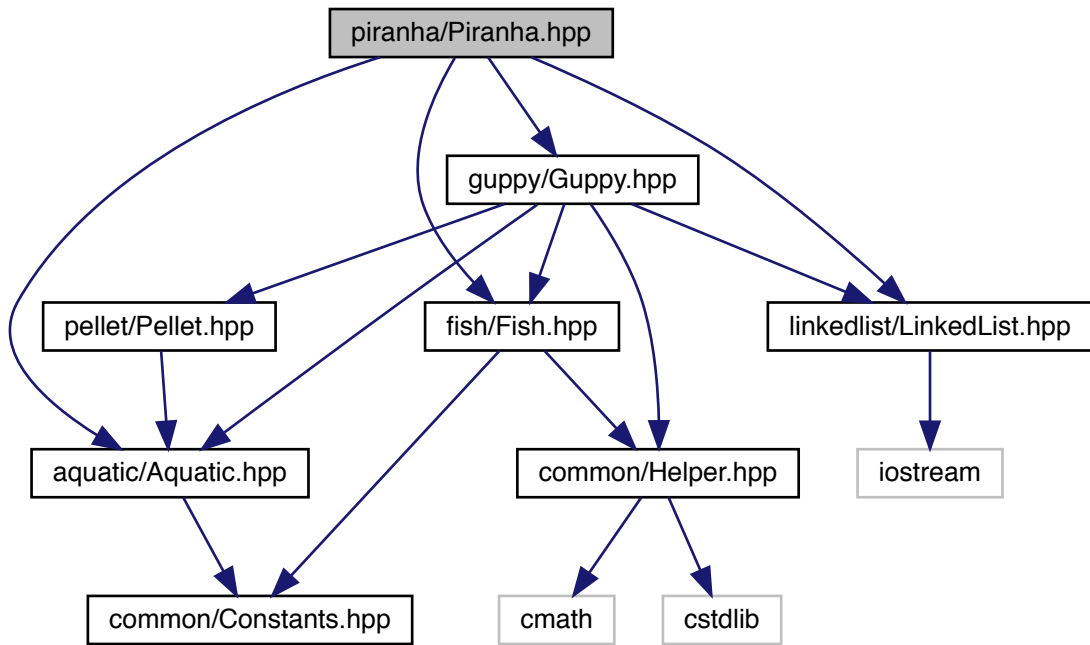 piranha/Piranha.hpp
guppy/Guppy.hpp
pellet/Pellet.hpp
fish/Fish.hpp
linkedlist/LinkedList.hpp
aquatic/Aquatic.hpp
common/Helper.hpp
iostream
common/Constants.hpp
cmath
cstdlib